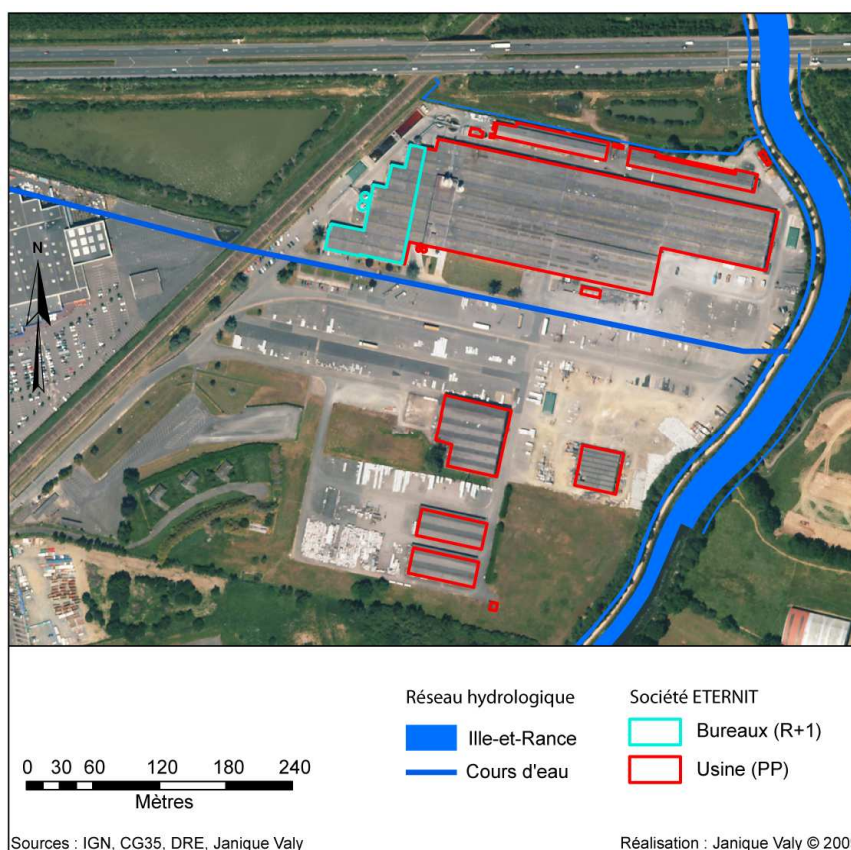 N
Réseau hydrologique
Ille-et-Rance
Cours d'eau
Société ETERNIT
Bureaux (R+1)
Usine (PP)
0 30 60 120 180 240
Mètres
Sources : IGN, CG35, DRE, Janique Valy
Réalisation : Janique Valy © 200